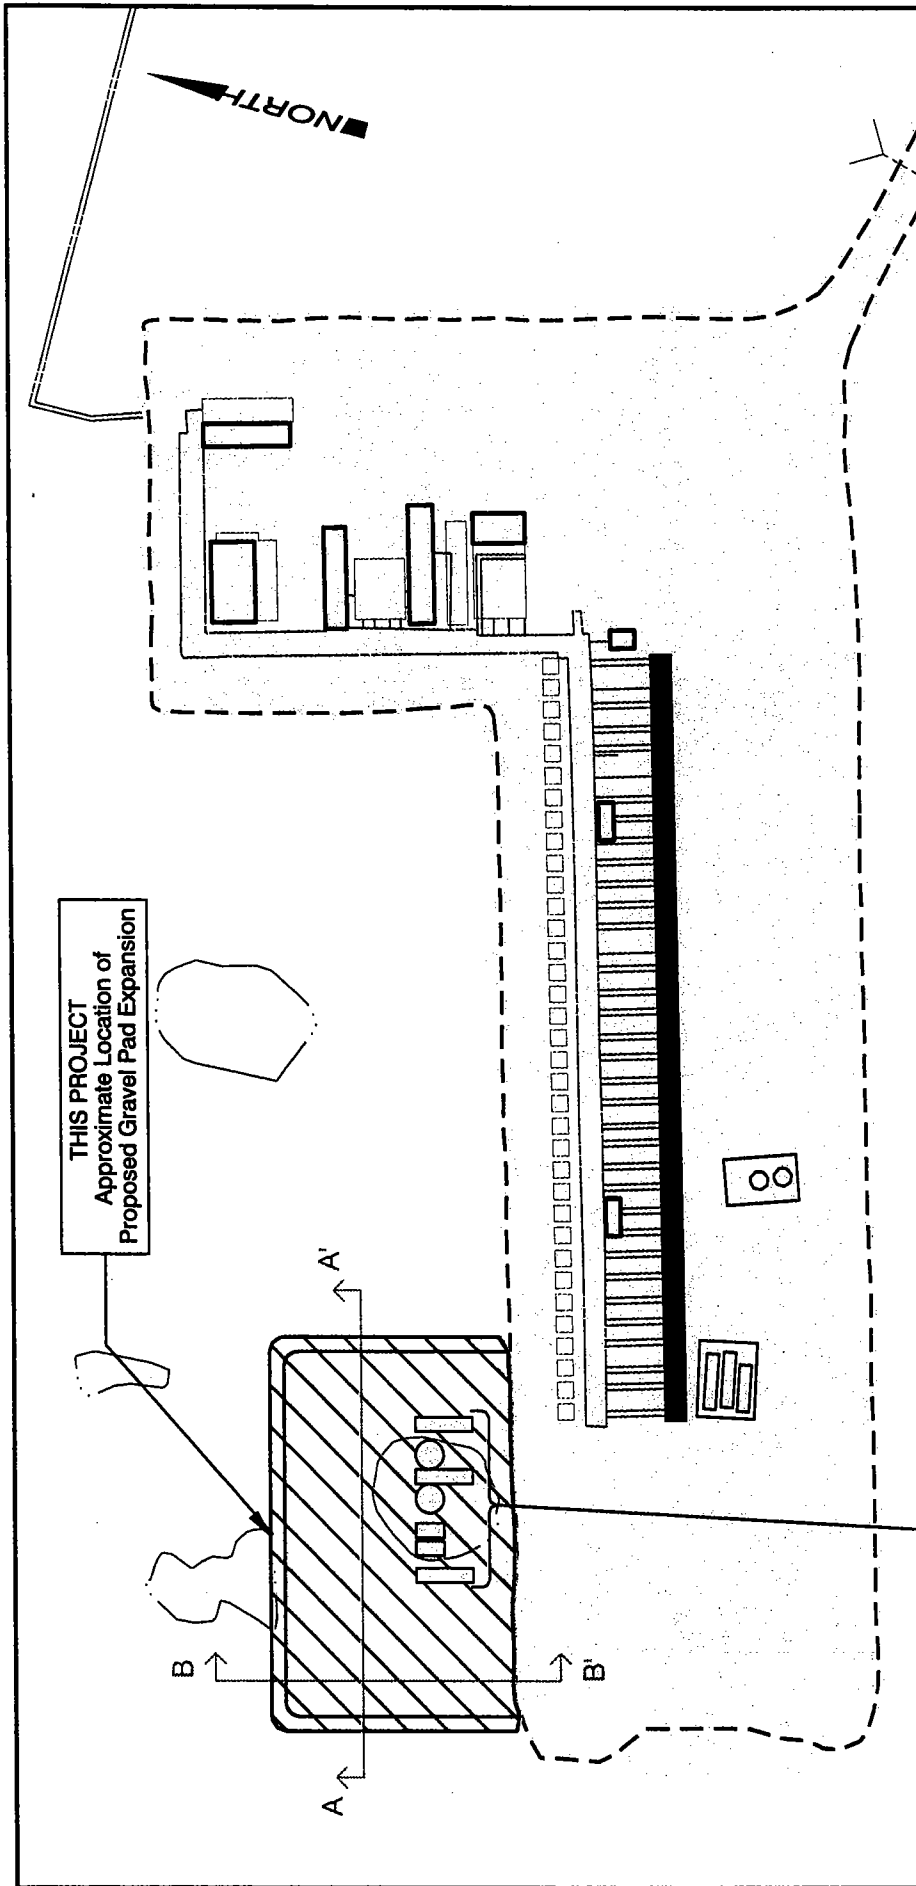 NORTH
THIS PROJECT
Approximate Location of
Proposed Gravel Pad Expansion
A'
B
B'
A